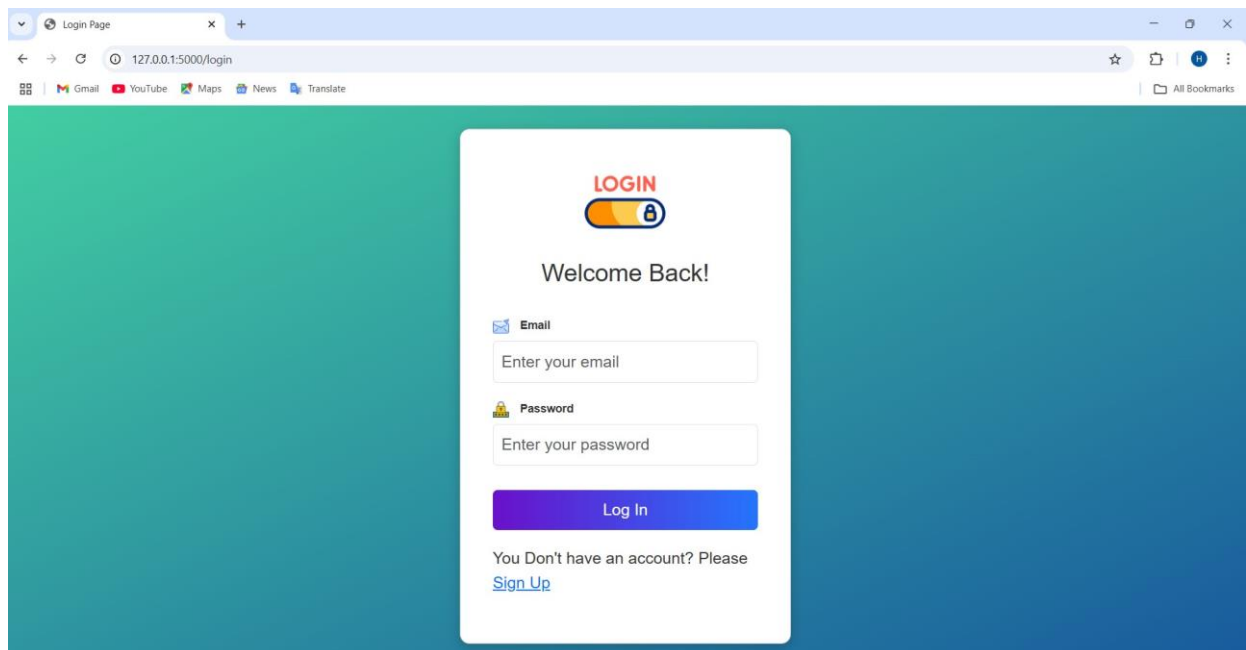 Login Page
127.0.0.1:5000/login
H
Gmail YouTube Maps News Translate All Bookmarks
LOGIN
Welcome Back!
Email
Enter your email
Password
Enter your password
Log In
You Don't have an account? Please
Sign Up